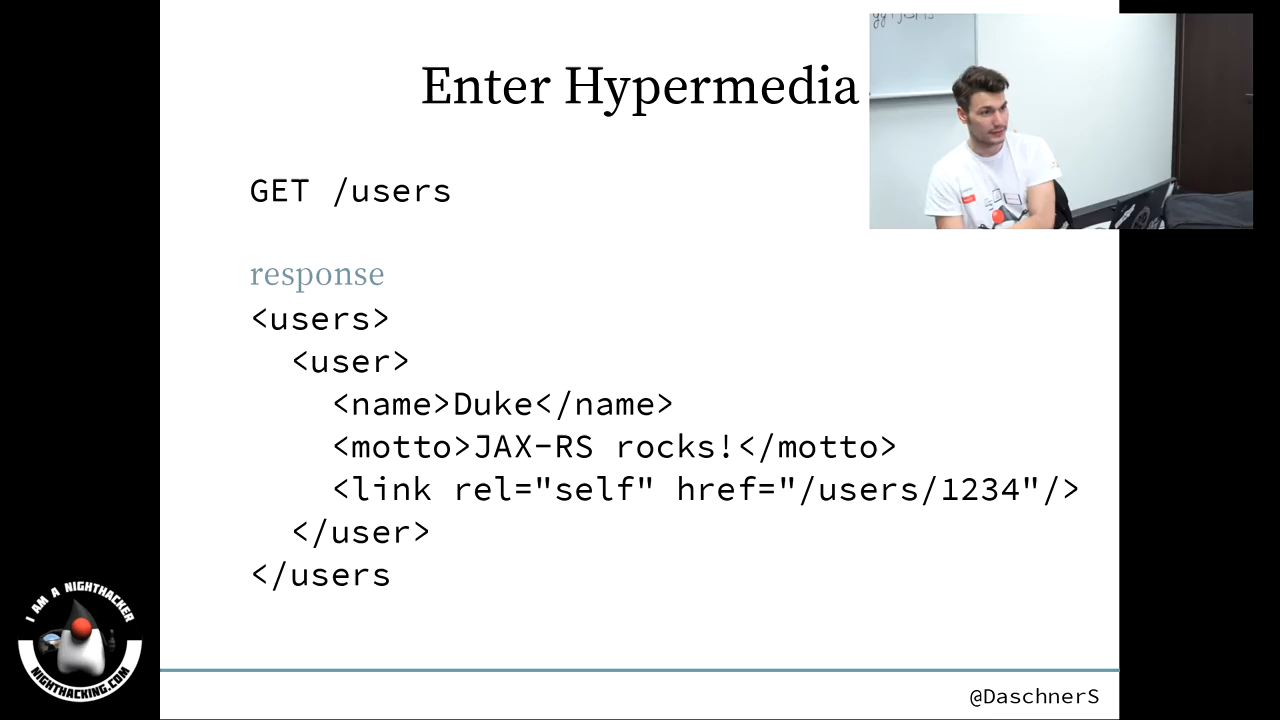 Enter Hypermedia
GET /users
response
<users>
<user>
<name>Duke</name>
<motto>JAX-RS rocks!</motto>
<link rel="self" href="/users/1234"/>
</user>
</users
I AM A NIGHTHACKER
NIGHTHACKING.COM
@DaschnerS